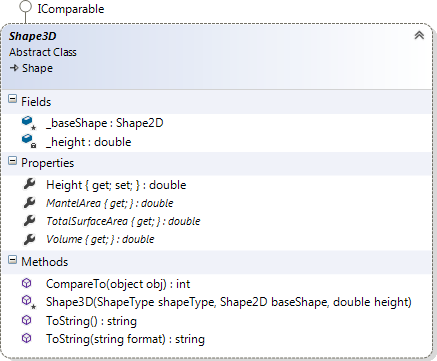 IComparable
Shape3D
Abstract Class
Shape
Fields
_baseShape : Shape2D
_height : double
Properties
Height { get; set; } : double
MantelArea { get; } : double
TotalSurfaceArea { get; } : double
Volume { get; } : double
Methods
CompareTo(object obj) : int
Shape3D(ShapeType shapeType, Shape2D baseShape, double height)
ToString() : string
ToString(string format) : string